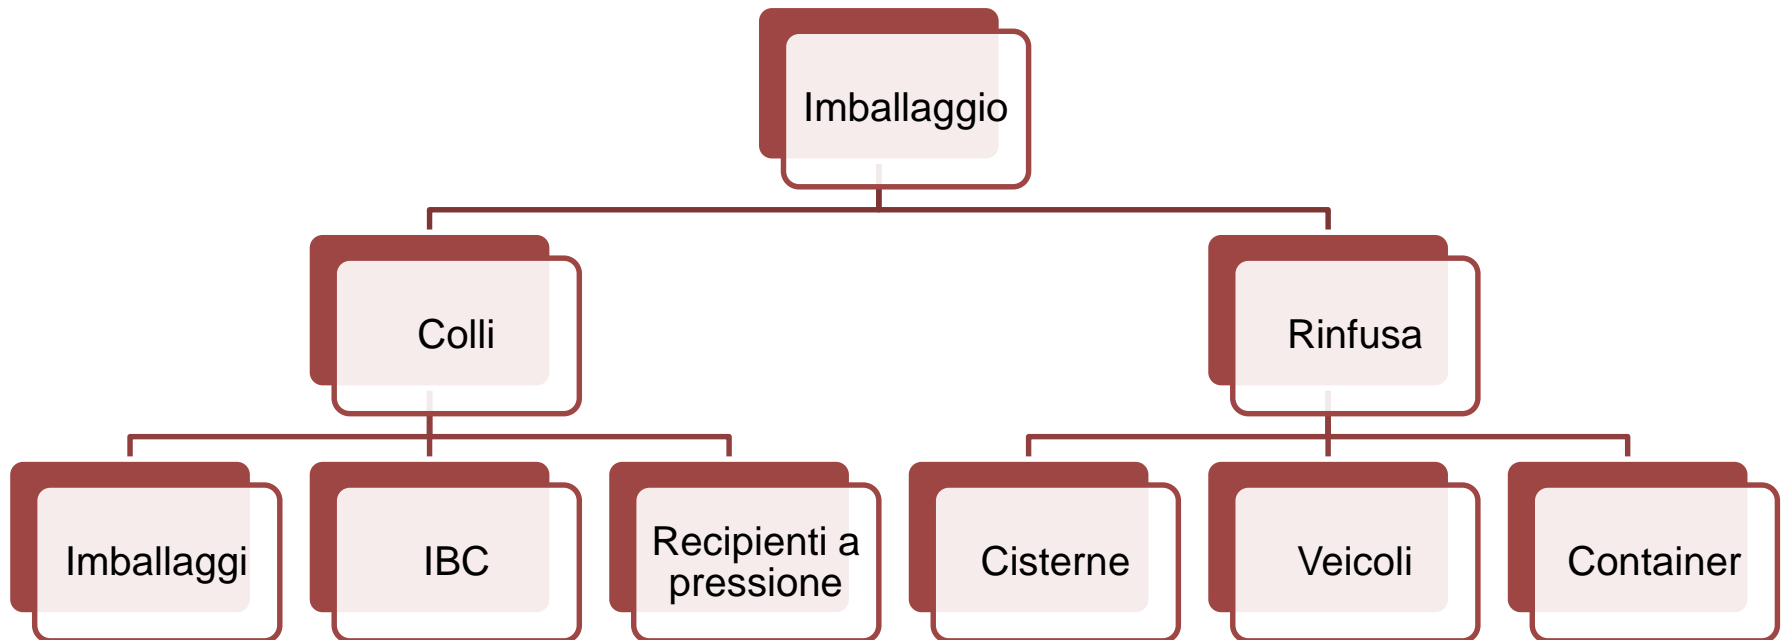 Imballaggio
Colli
Rinfusa
Imballaggi
IBC
Recipienti a
pressione
Cisterne
Veicoli
Container